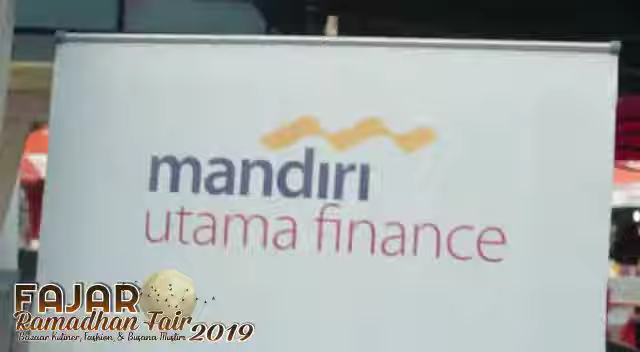 mandiri
utama finance
FAJAR
Ramadhan Fair 2019
Bazaar Kuliner, Fashion, & Busana Muslim